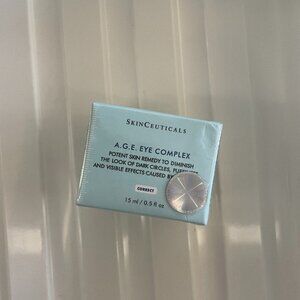 SKINCEUTICALS
A.G.E. EYE COMPLEX
POTENT SKIN REMEDY TO DIMINISH
THE LOOK OF DARK CIRCLES, PUFFINESS
AND VISIBLE EFFECTS CAUSED BY
CORRECT
15 ml / 0.5 fl oz